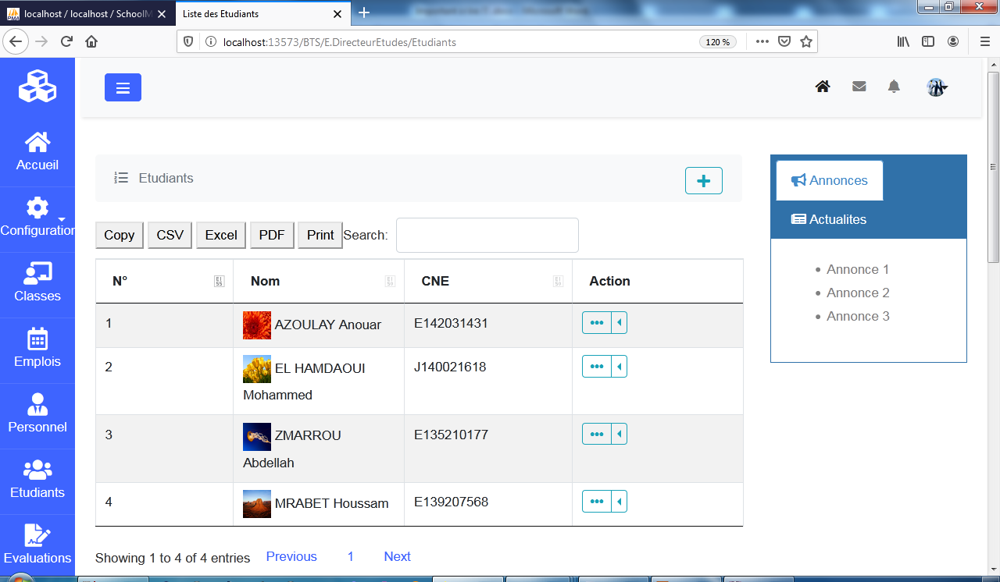 localhost / localhost / SchoolM
Liste des Etudiants
localhost:13573/BTS/E.DirecteurEtudes/Etudiants
120 %
Accueil
Configuration
Classes
Emplois
Personnel
Etudiants
Evaluations
Etudiants
Copy CSV Excel PDF Print Search:
N° Nom CNE Action
1 AZOULAY Anouar E142031431
2 EL HAMDAOUI J140021618
Mohammed
3 ZMARROU E135210177
Abdellah
4 MRABET Houssam E139207568
Showing 1 to 4 of 4 entries Previous 1 Next
Annonces
Actualites
Annonce 1
Annonce 2
Annonce 3